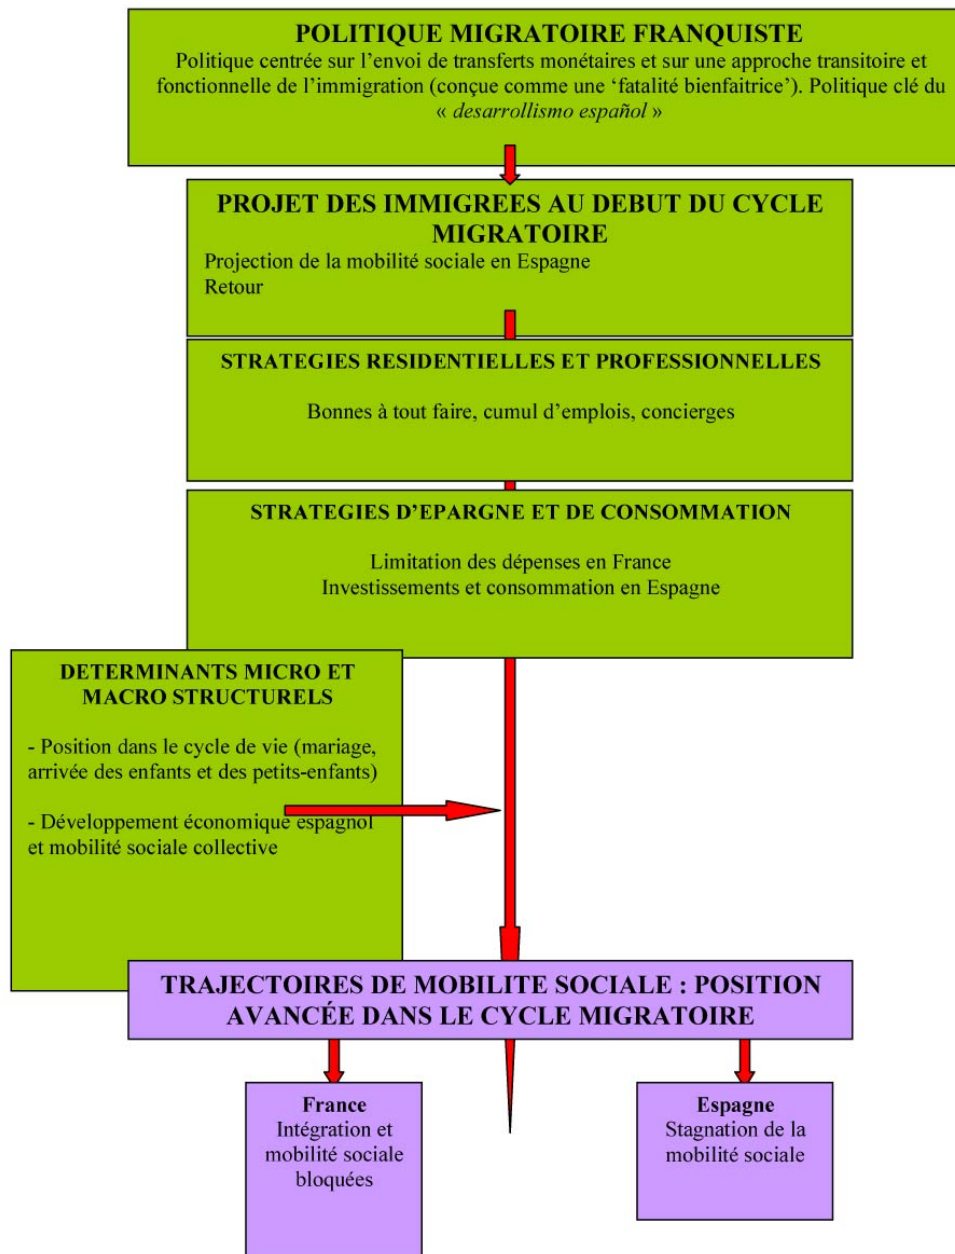 POLITIQUE MIGRATOIRE FRANQUISTE
Politique centrée sur l'envoi de transferts monétaires et sur une approche transitoire et
fonctionnelle de l'immigration (conçue comme une 'fatalité bienfaitrice'). Politique clé du
« desarrollismo español »
PROJET DES IMMIGREES AU DEBUT DU CYCLE
MIGRATOIRE
Projection de la mobilité sociale en Espagne
Retour
STRATEGIES RESIDENTIELLES ET PROFESSIONNELLES
Bonnes à tout faire, cumul d'emplois, concierges
STRATEGIES D'EPARGNE ET DE CONSOMMATION
Limitation des dépenses en France
Investissements et consommation en Espagne
DETERMINANTS MICRO ET
MACRO STRUCTURELS
- Position dans le cycle de vie (mariage,
arrivée des enfants et des petits-enfants)
- Développement économique espagnol
et mobilité sociale collective
TRAJECTOIRES DE MOBILITE SOCIALE : POSITION
AVANCÉE DANS LE CYCLE MIGRATOIRE
France
Intégration et
mobilité sociale
bloquées
Espagne
Stagnation de la
mobilité sociale